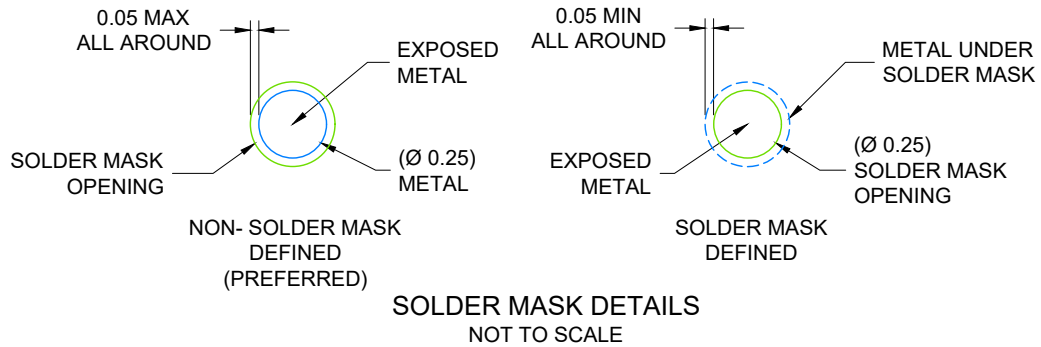 0.05 MAX
ALL AROUND
EXPOSED
METAL
SOLDER MASK
OPENING
(Ø 0.25)
METAL
NON- SOLDER MASK
DEFINED
(PREFERRED)
0.05 MIN
ALL AROUND
METAL UNDER
SOLDER MASK
EXPOSED
METAL
(Ø 0.25)
SOLDER MASK
OPENING
SOLDER MASK
DEFINED
SOLDER MASK DETAILS
NOT TO SCALE